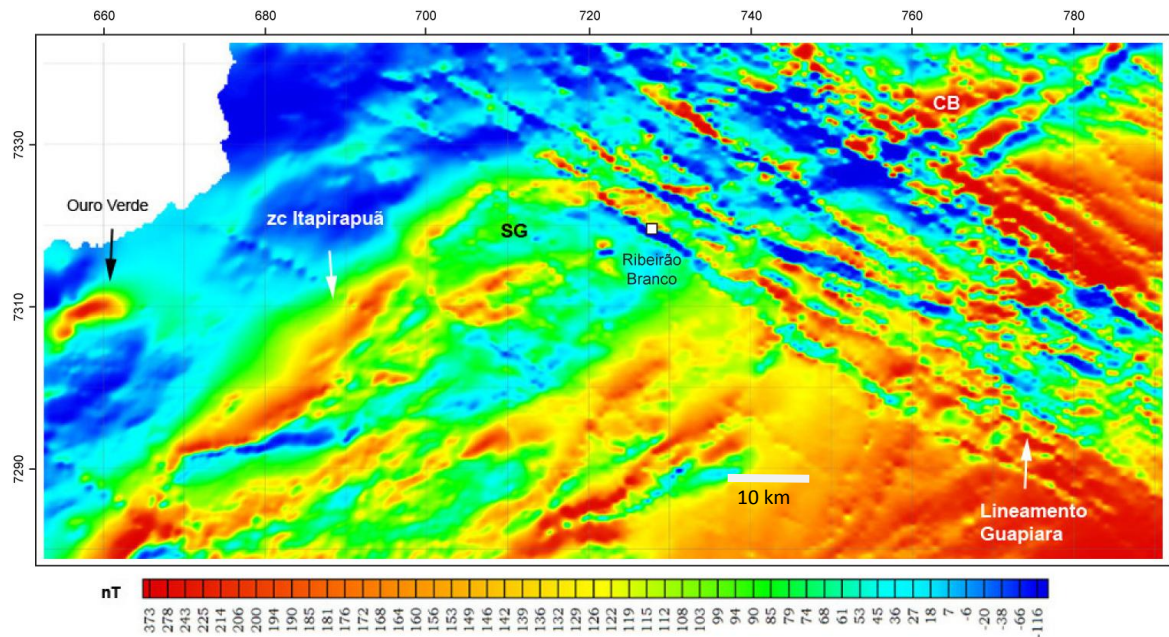 660 680 700 720 740 760 780
CB
7330
Ouro Verde
zc Itapirapuã
SG
Ribeirão
Branco
7310
7290
10 km
Lineamento
Guapiara
nT
373 278 243 225 214 206 200 194 190 185 181 176 172 168 164 160 156 153 149 146 142 139 136 132 129 126 122 119 115 112 108 103 99 94 90 85 79 74 68 61 53 45 36 27 18 7 -6 -20 -38 -66 -116